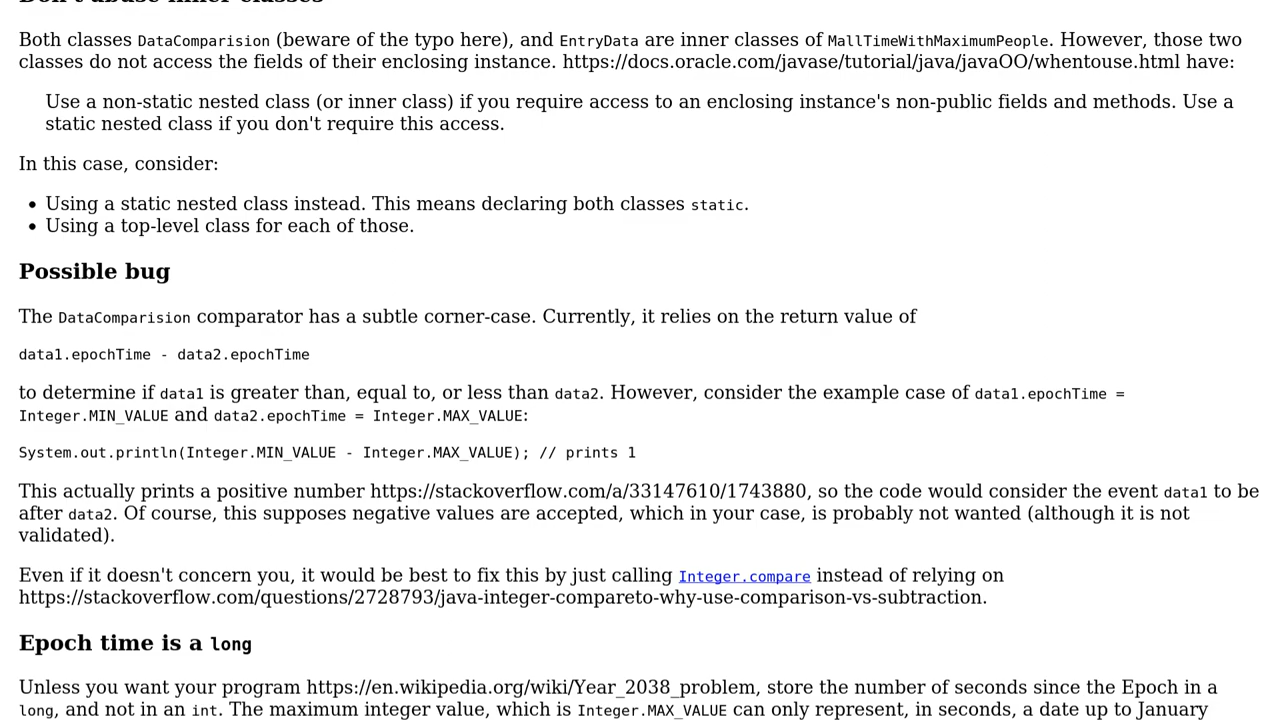 Don't abuse inner classes
Both classes DataComparision (beware of the typo here), and EntryData are inner classes of MallTimeWithMaximumPeople. However, those two
classes do not access the fields of their enclosing instance. https://docs.oracle.com/javase/tutorial/java/javaOO/whentouse.html have:
Use a non-static nested class (or inner class) if you require access to an enclosing instance's non-public fields and methods. Use a
static nested class if you don't require this access.
In this case, consider:
• Using a static nested class instead. This means declaring both classes static.
• Using a top-level class for each of those.
Possible bug
The DataComparision comparator has a subtle corner-case. Currently, it relies on the return value of
data1.epochTime - data2.epochTime
to determine if data1 is greater than, equal to, or less than data2. However, consider the example case of data1.epochTime =
Integer.MIN_VALUE and data2.epochTime = Integer.MAX_VALUE:
System.out.println(Integer.MIN_VALUE - Integer.MAX_VALUE); // prints 1
This actually prints a positive number https://stackoverflow.com/a/33147610/1743880, so the code would consider the event data1 to be
after data2. Of course, this supposes negative values are accepted, which in your case, is probably not wanted (although it is not
validated).
Even if it doesn't concern you, it would be best to fix this by just calling Integer.compare instead of relying on
https://stackoverflow.com/questions/2728793/java-integer-compareto-why-use-comparison-vs-subtraction.
Epoch time is a long
Unless you want your program https://en.wikipedia.org/wiki/Year_2038_problem, store the number of seconds since the Epoch in a
long, and not in an int. The maximum integer value, which is Integer.MAX_VALUE can only represent, in seconds, a date up to January